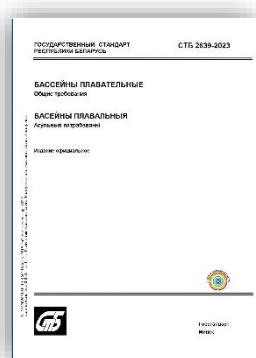 ГОСУДАРСТВЕННЫЙ СТАНДАРТ
РЕСПУБЛИКИ БЕЛАРУСЬ
СТБ 2639-2023
БАССЕЙНЫ ПЛАВАТЕЛЬНЫЕ
Общие требования
БАСЕЙНЫ ПЛАВАЛЬНЫЯ
Агульныя патрабаванні
Издание официальное
СТБ
Госстандарт
Минск